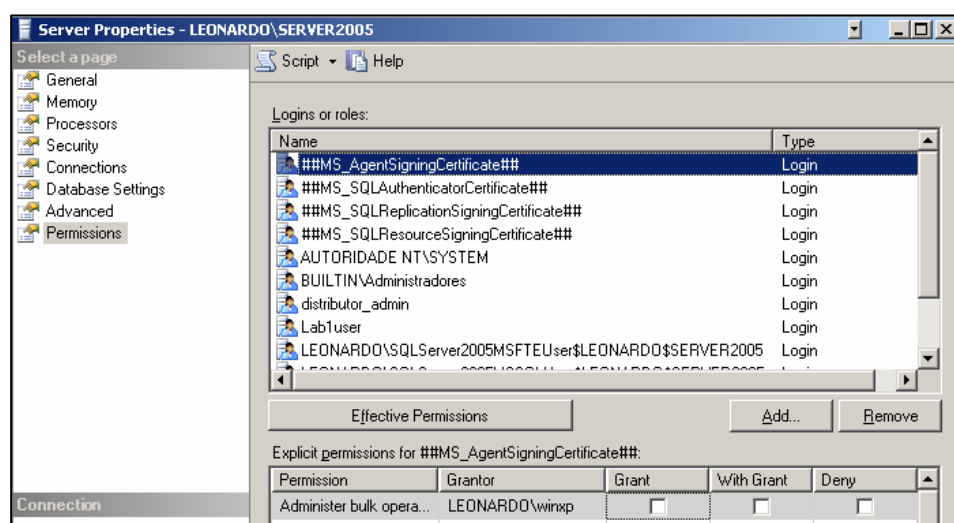 Server Properties - LEONARDO\SERVER2005
Select a page
General
Memory
Processors
Security
Connections
Database Settings
Advanced
Permissions
Connection
Script Help
Logins or roles:
Name Type
##MS_AgentSigningCertificate## Login
##MS_SQLAuthenticatorCertificate## Login
##MS_SQLReplicationSigningCertificate## Login
##MS_SQLResourceSigningCertificate## Login
AUTORIDADE NT\SYSTEM Login
BUILTIN\Administradores Login
distributor_admin Login
Lab1user Login
LEONARDO\SQLServer2005MSFTEUser$LEONARDO$SERVER2005 Login
Effective Permissions Add... Remove
Explicit permissions for ##MS_AgentSigningCertificate##:
Permission Grantor Grant With Grant Deny
Administer bulk opera... LEONARDO\winxp